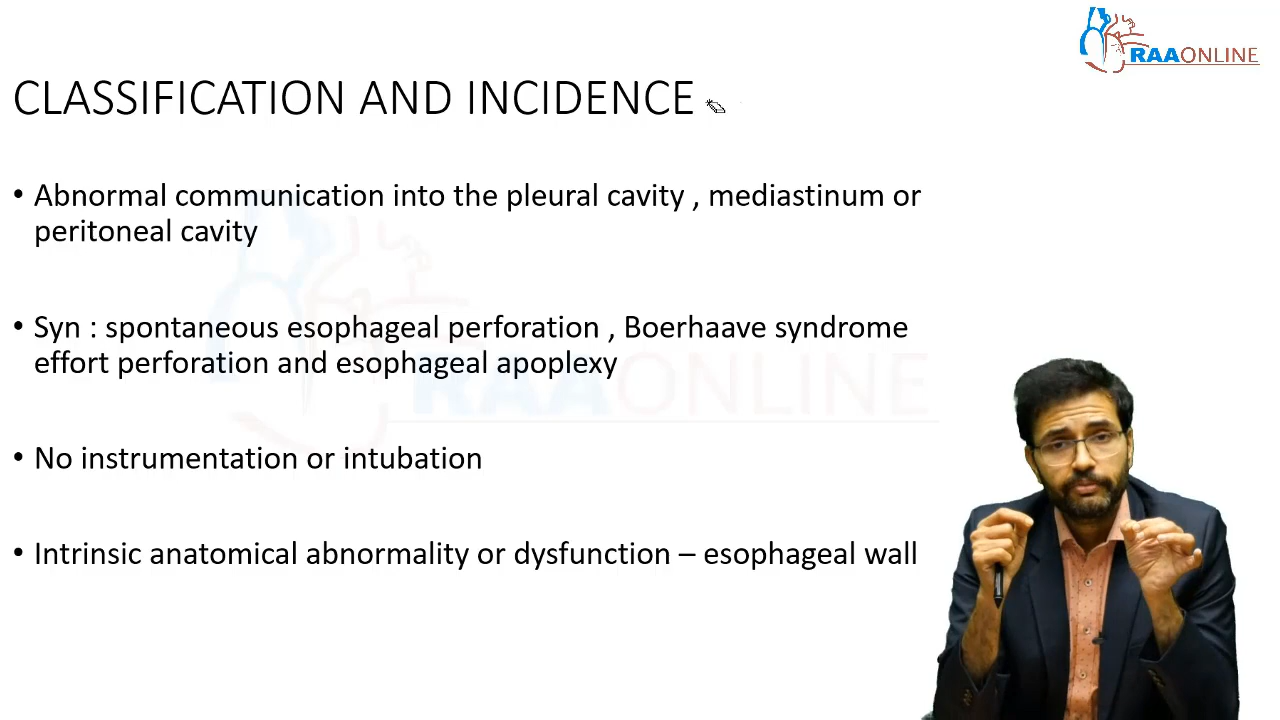 RAAONLINE
CLASSIFICATION AND INCIDENCE
• Abnormal communication into the pleural cavity , mediastinum or
peritoneal cavity
• Syn : spontaneous esophageal perforation , Boerhaave syndrome
effort perforation and esophageal apoplexy
RAAONLINE
• No instrumentation or intubation
• Intrinsic anatomical abnormality or dysfunction – esophageal wall